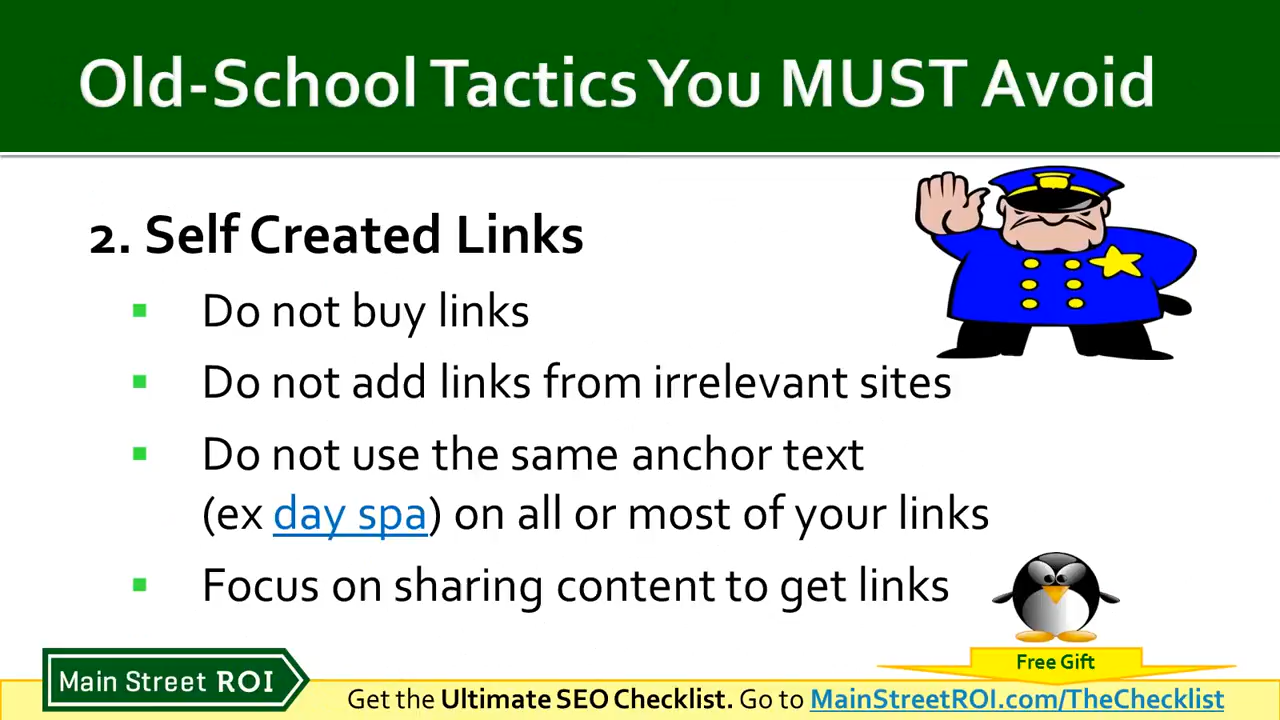 Old-School Tactics You MUST Avoid
2. Self Created Links
Do not buy links
Do not add links from irrelevant sites
Do not use the same anchor text
(ex day spa) on all or most of your links
Focus on sharing content to get links
Free Gift
Main Street ROI
Get the Ultimate SEO Checklist. Go to MainStreetROI.com/TheChecklist